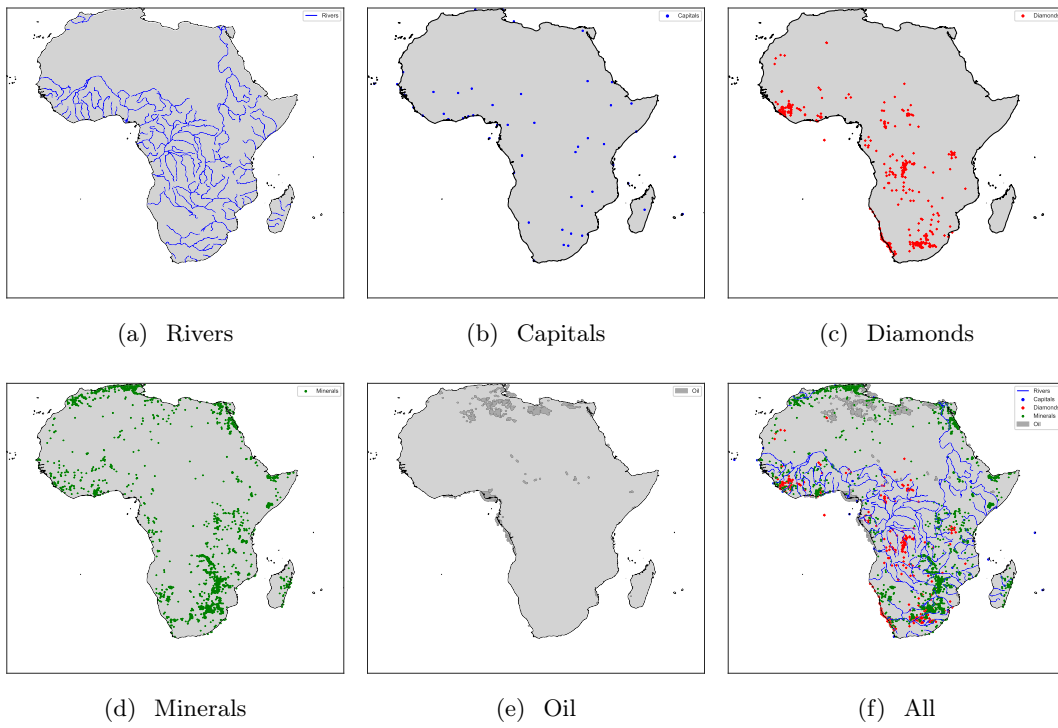 Rivers
Capitals
Diamonds
(a) Rivers
(b) Capitals
(c) Diamonds
Minerals
Oil
Rivers
Capitals
Diamonds
Minerals
Oil
(d) Minerals
(e) Oil
(f) All